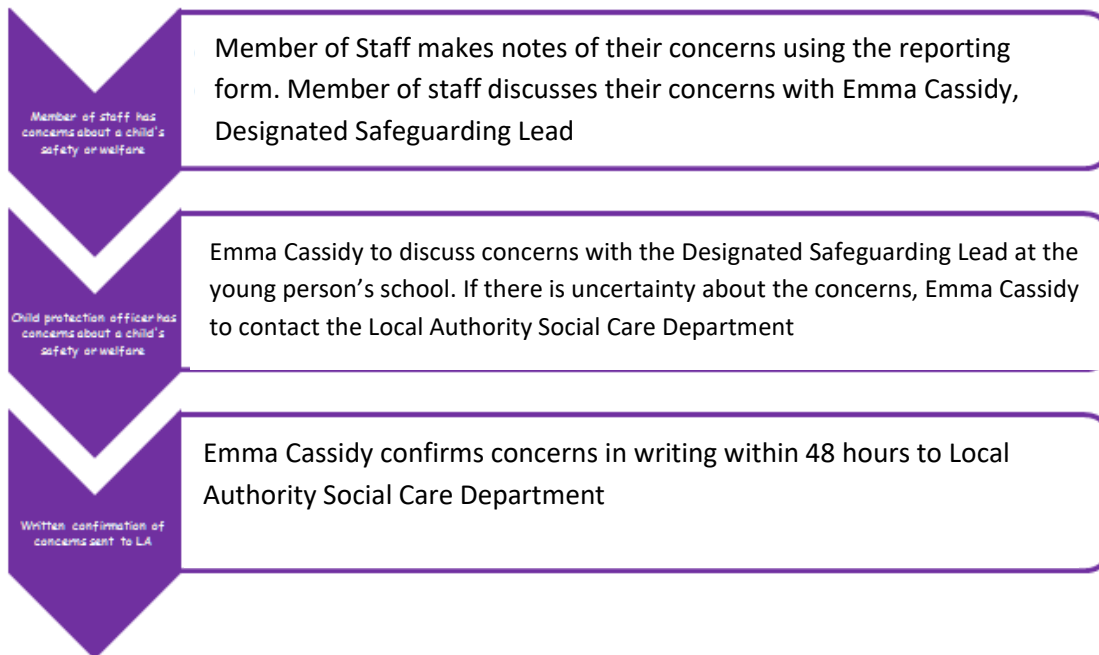 Member of staff has
concerns about a child's
safety or welfare
Member of Staff makes notes of their concerns using the reporting
form. Member of staff discusses their concerns with Emma Cassidy,
Designated Safeguarding Lead
Child protection officer has
concerns about a child's
safety or welfare
Emma Cassidy to discuss concerns with the Designated Safeguarding Lead at the
young person’s school. If there is uncertainty about the concerns, Emma Cassidy
to contact the Local Authority Social Care Department
Written confirmation of
concerns sent to LA
Emma Cassidy confirms concerns in writing within 48 hours to Local
Authority Social Care Department